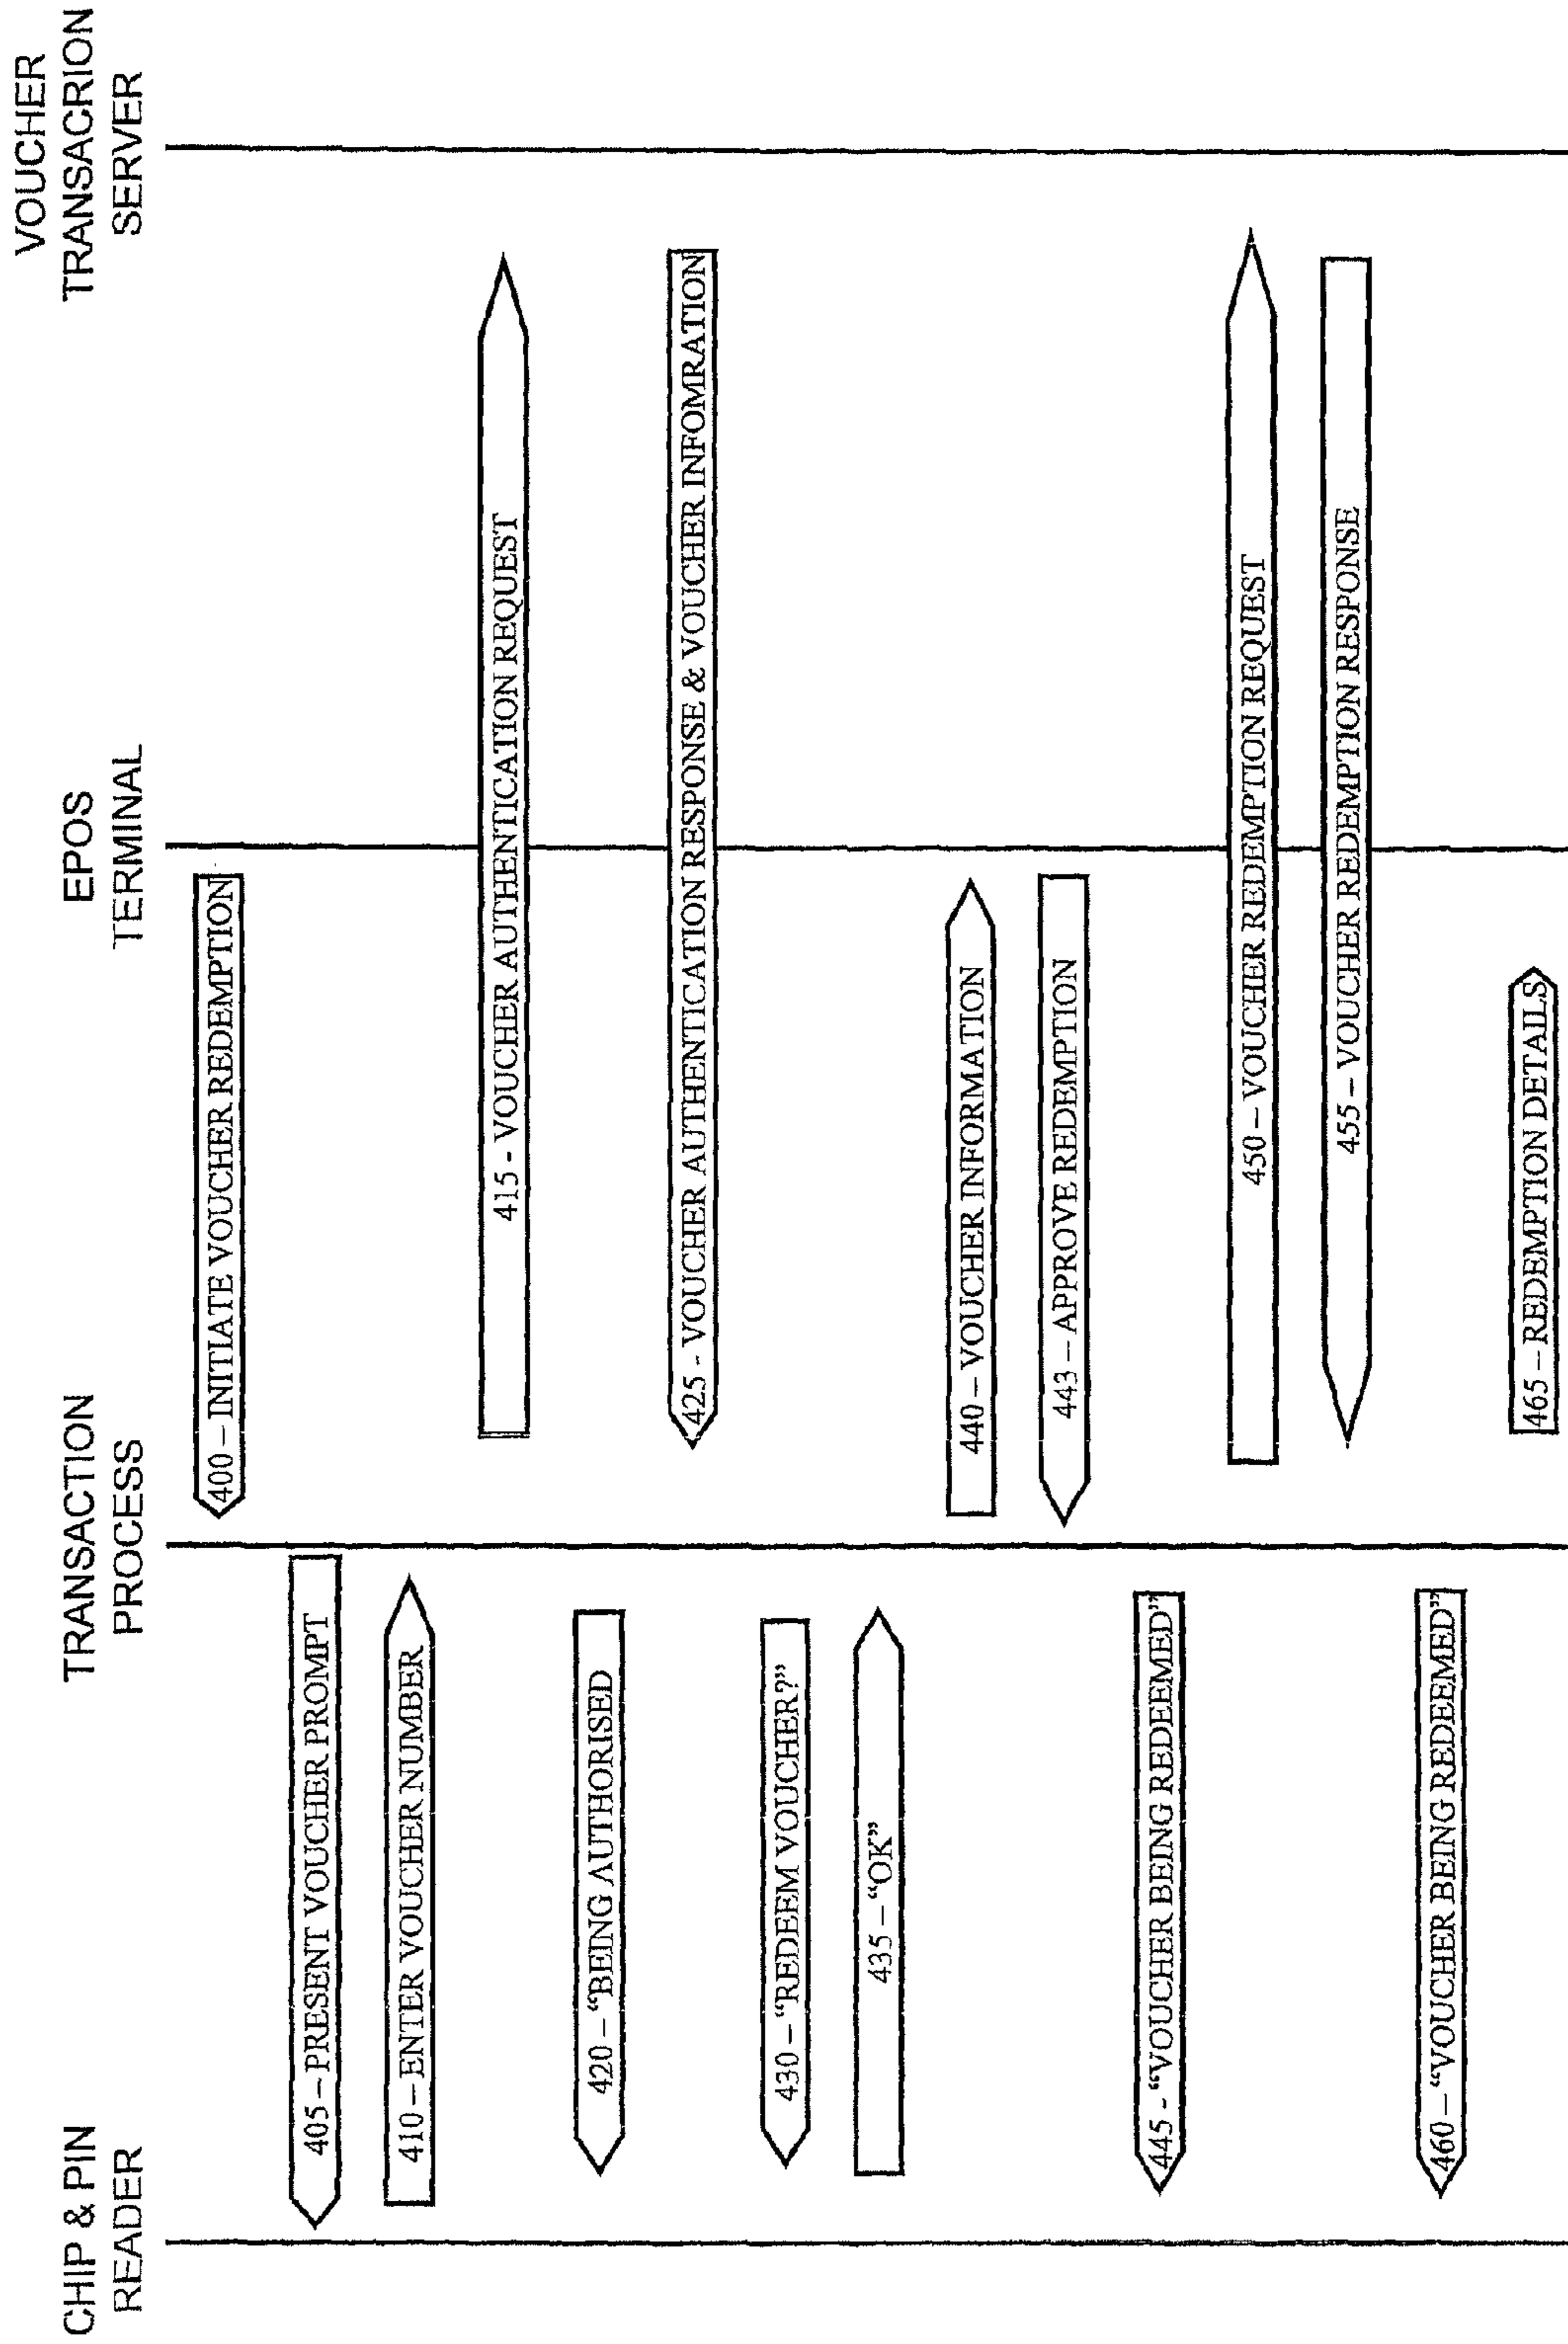 CHIP & PIN
READER
TRANSACTION
PROCESS
EPOS
TERMINAL
VOUCHER
TRANSACRION
SERVER
400 – INITIATE VOUCHER REDEMPTION
405 – PRESENT VOUCHER PROMPT
410 – ENTER VOUCHER NUMBER
415 - VOUCHER AUTHENTICATION REQUEST
420 – “BEING AUTHORISED
425 - VOUCHER AUTHENTICATION RESPONSE & VOUCHER INFOMRATION
430 – “REDEEM VOUCHER?”
435 – “OK”
440 – VOUCHER INFORMATION
443 – APPROVE REDEMPTION
445 - “VOUCHER BEING REDEEMED”
450 – VOUCHER REDEMPTION REQUEST
455 – VOUCHER REDEMPTION RESPONSE
460 – “VOUCHER BEING REDEEMED”
465 – REDEMPTION DETAILS